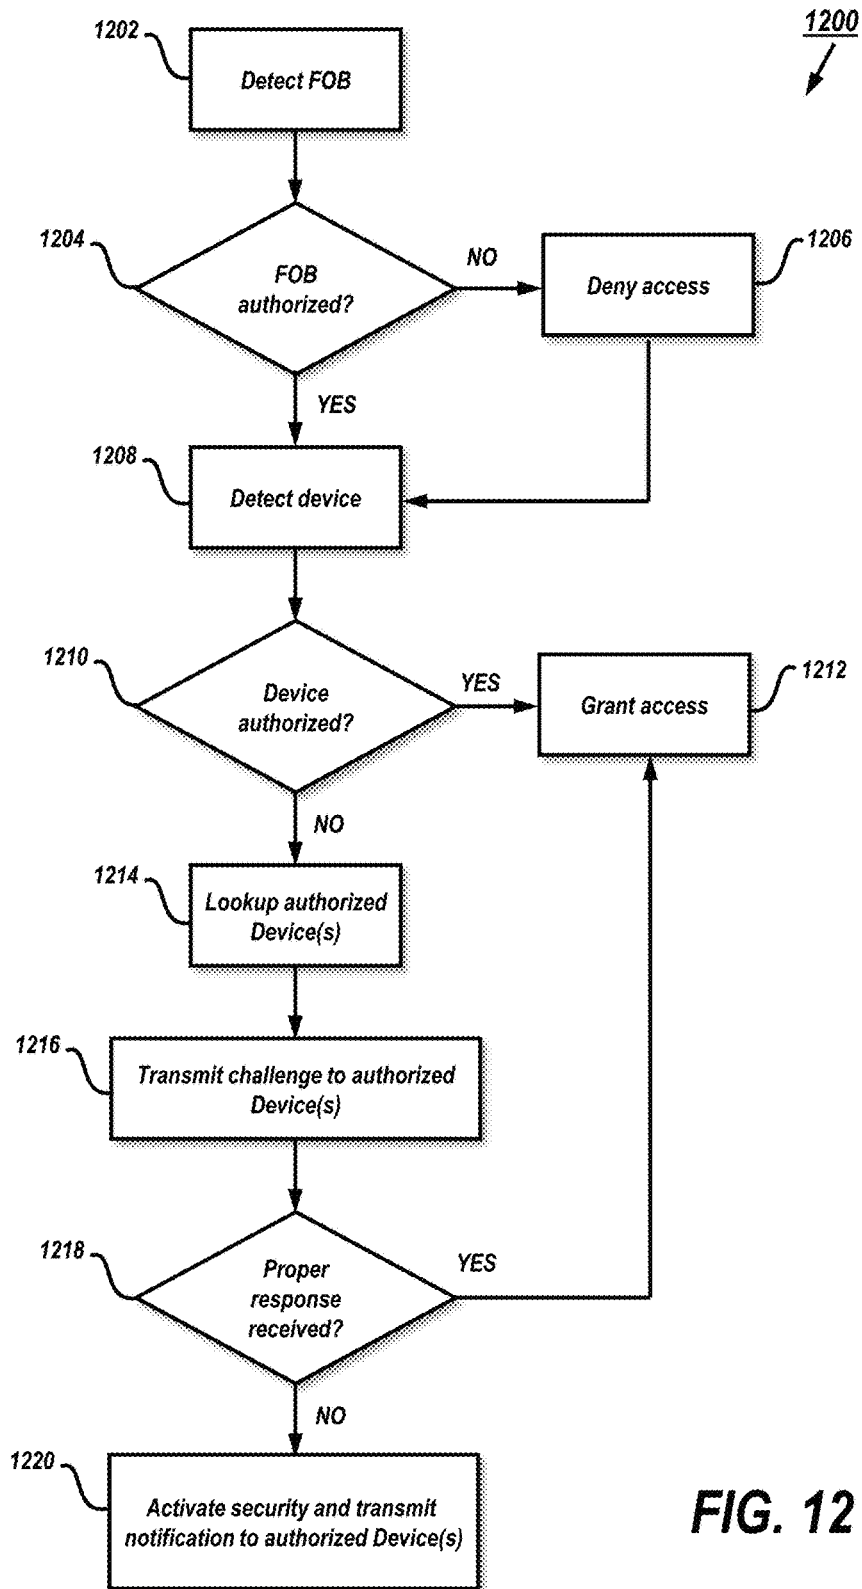 1200
1202
Detect FOB
1204
FOB
authorized?
NO
1206
Deny access
YES
1208
Detect device
1210
Device
authorized?
YES
1212
Grant access
NO
1214
Lookup authorized
Device(s)
1216
Transmit challenge to authorized
Device(s)
1218
Proper
response
received?
YES
NO
1220
Activate security and transmit
notification to authorized Device(s)
FIG. 12